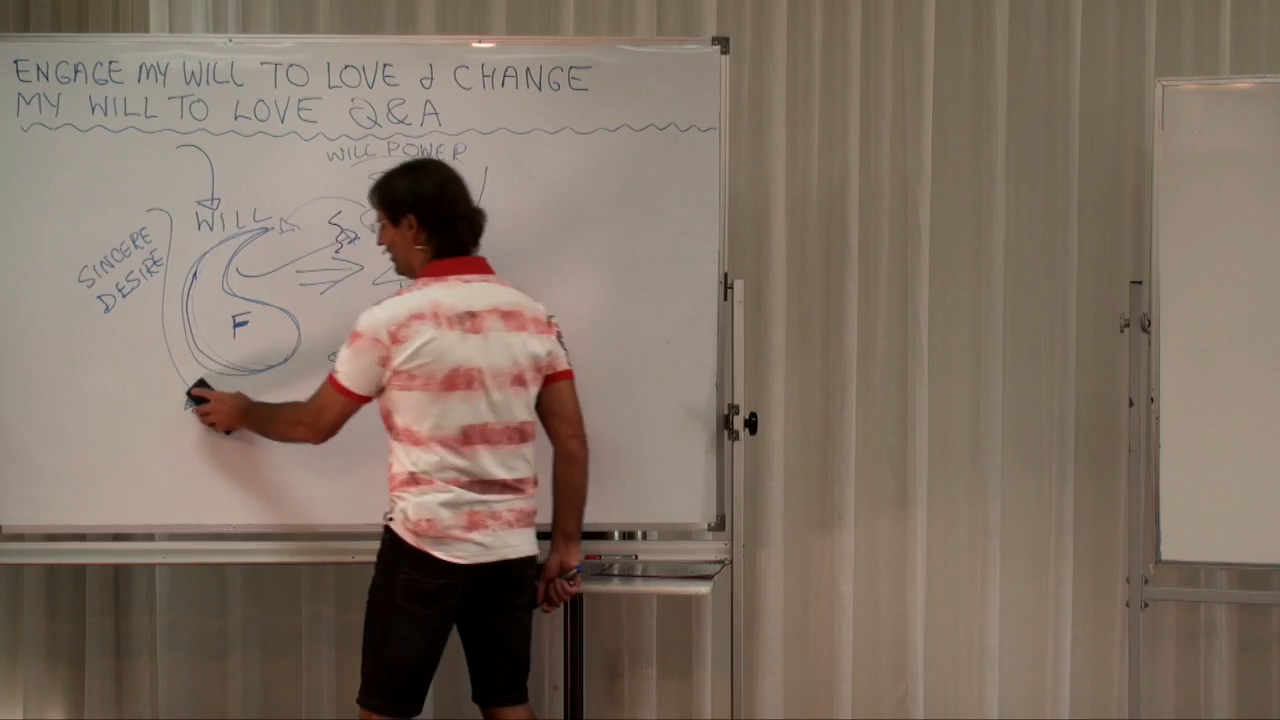 ENGAGE MY WILL TO LOVE & CHANGE
MY WILL TO LOVE Q&A
WILL POWER
WILL
SINCERE
DESIRE
F